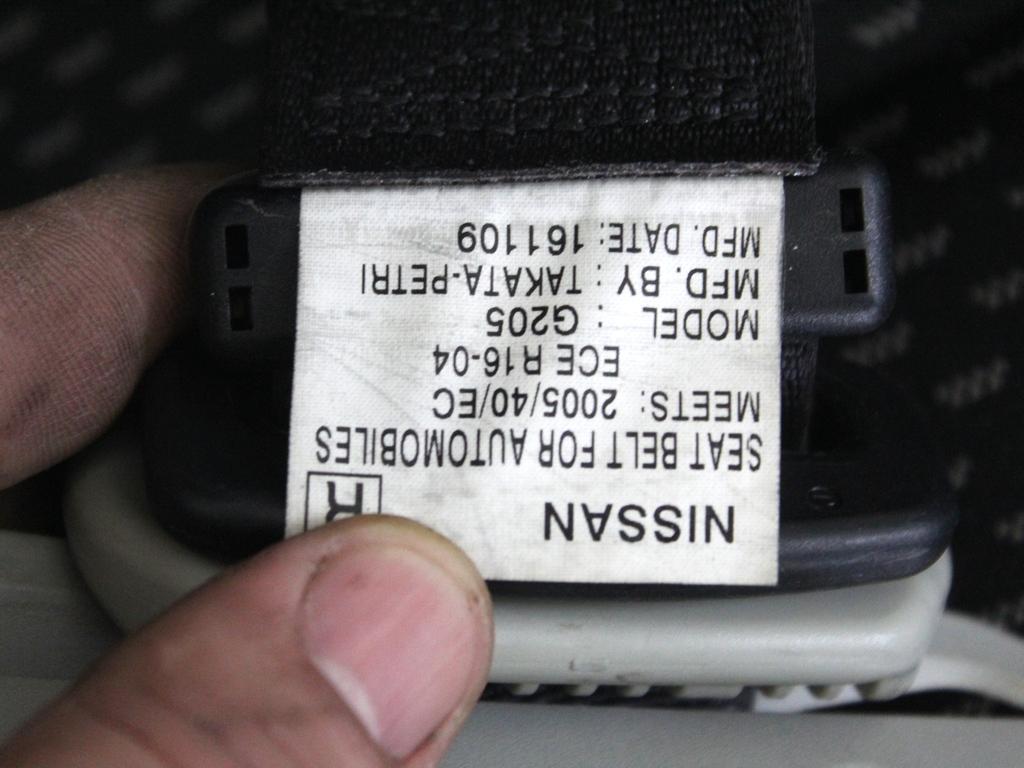 NISSAN
SEAT BELT FOR AUTOMOBILES
MEETS: 2005/40/EC
ECE R16-04
MODEL : G205
MFD. BY : TAKATA-PETRI
MFD. DATE: 161109